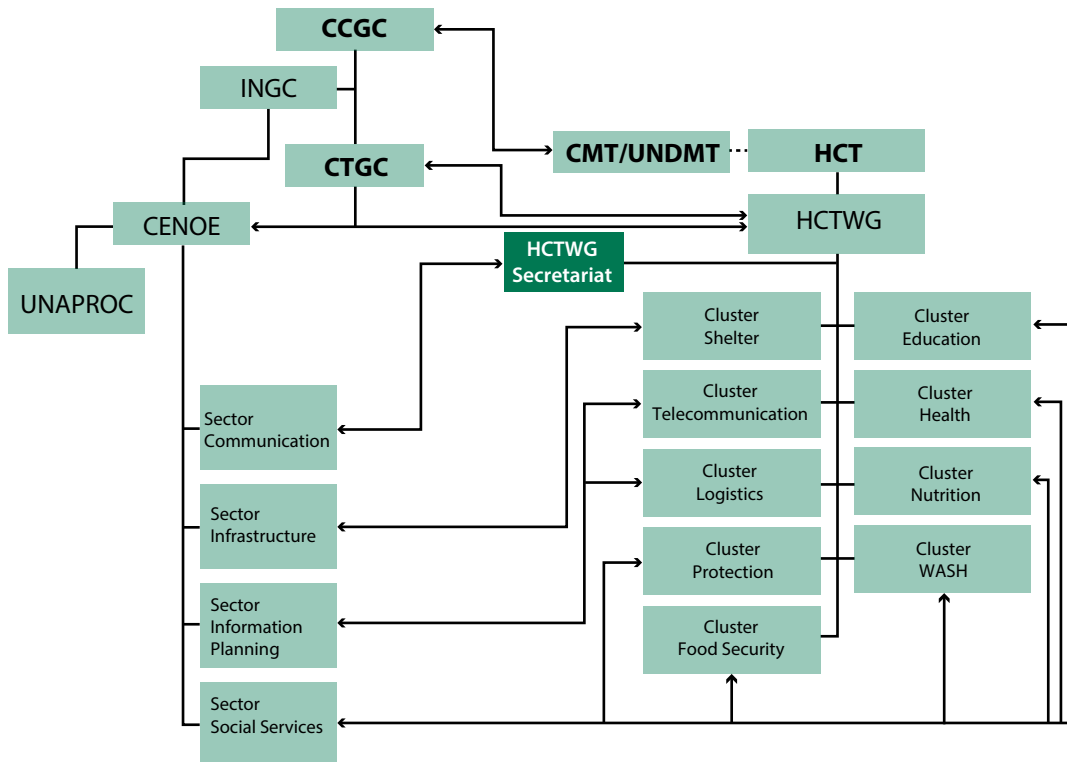 CCGC
INGC
CMT/UNDMT
HCT
CTGC
CENOE
HCTWG
HCTWG
Secretariat
UNAPROC
Cluster
Shelter
Cluster
Education
Sector
Communication
Cluster
Telecommunication
Cluster
Health
Cluster
Logistics
Cluster
Nutrition
Sector
Infrastructure
Cluster
Protection
Cluster
WASH
Sector
Information
Planning
Cluster
Food Security
Sector
Social Services